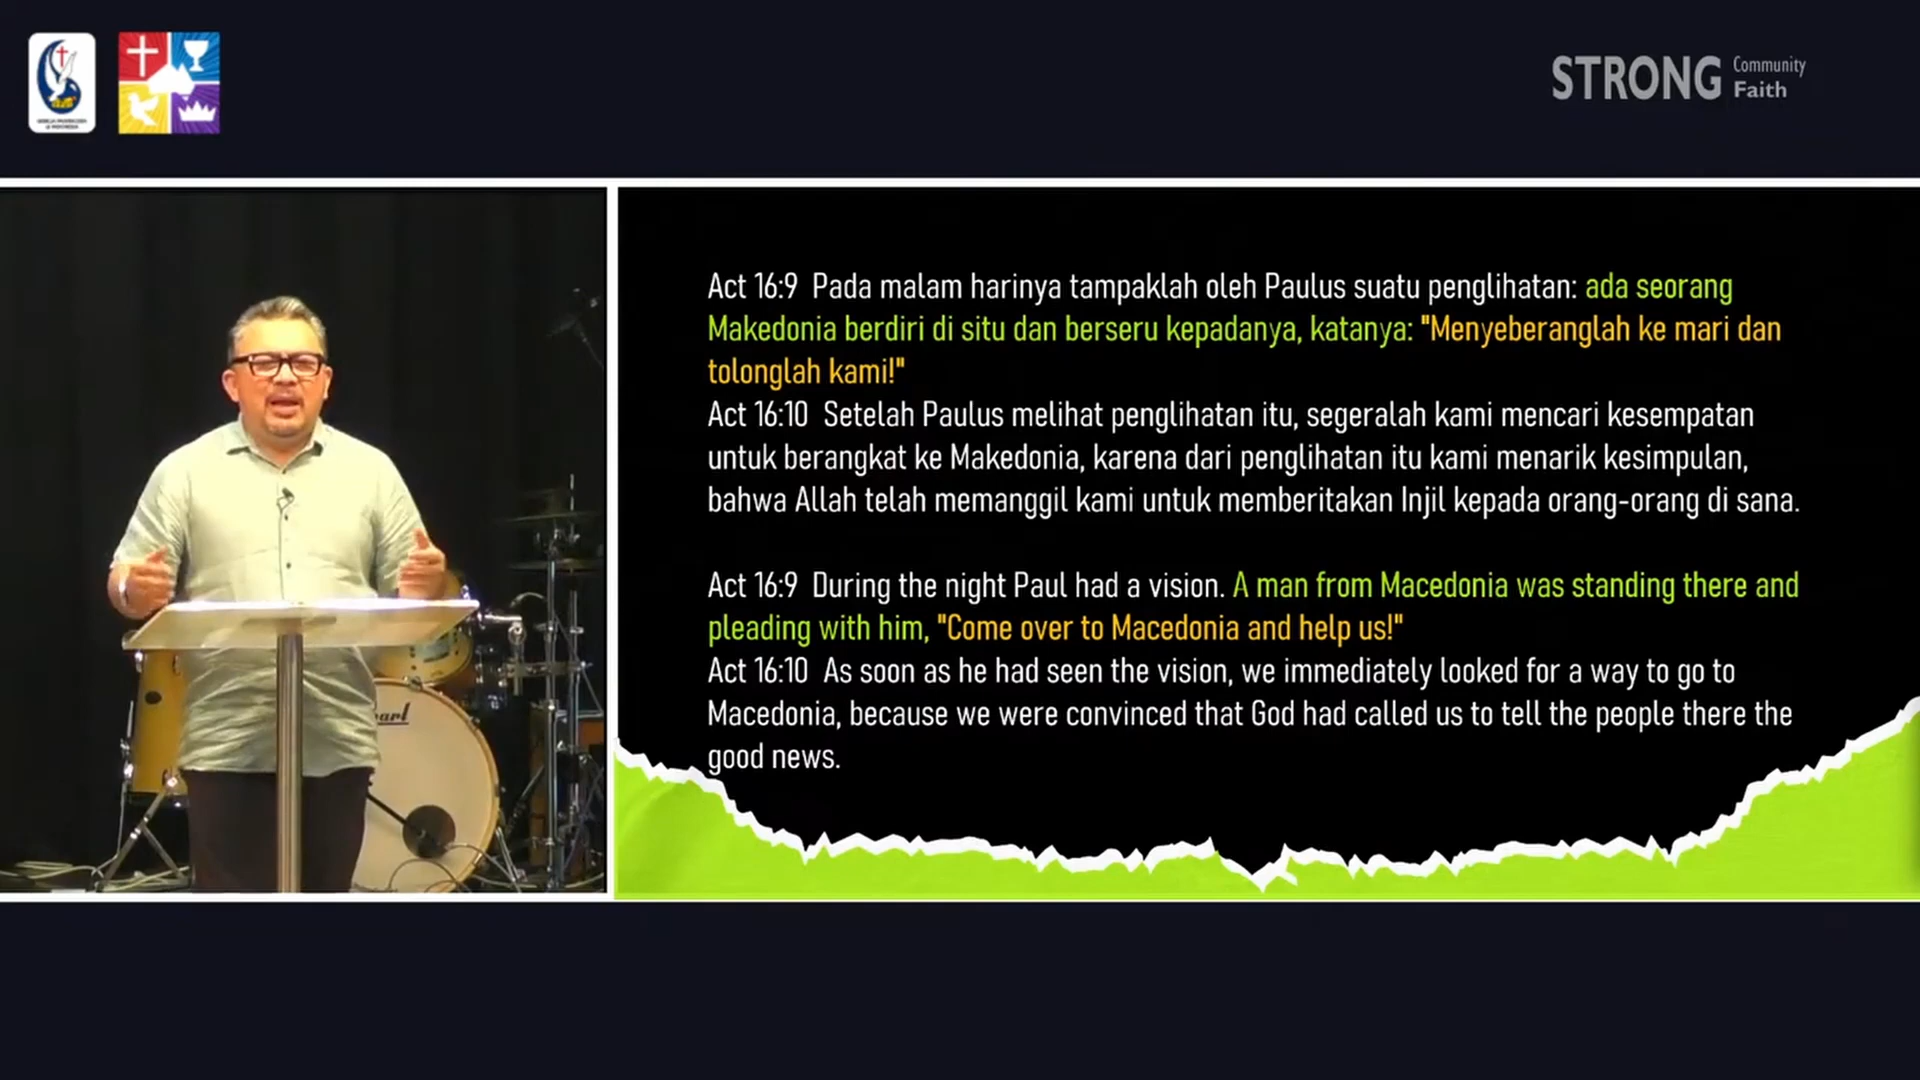 STRONG Community
Faith
Act 16:9 Pada malam harinya tampaklah oleh Paulus suatu penglihatan: ada seorang
Makedonia berdiri di situ dan berseru kepadanya, katanya: "Menyeberanglah ke mari dan
tolonglah kami!"
Act 16:10 Setelah Paulus melihat penglihatan itu, segeralah kami mencari kesempatan
untuk berangkat ke Makedonia, karena dari penglihatan itu kami menarik kesimpulan,
bahwa Allah telah memanggil kami untuk memberitakan Injil kepada orang-orang di sana.
Act 16:9 During the night Paul had a vision. A man from Macedonia was standing there and
pleading with him, "Come over to Macedonia and help us!"
Act 16:10 As soon as he had seen the vision, we immediately looked for a way to go to
Macedonia, because we were convinced that God had called us to tell the people there the
good news.